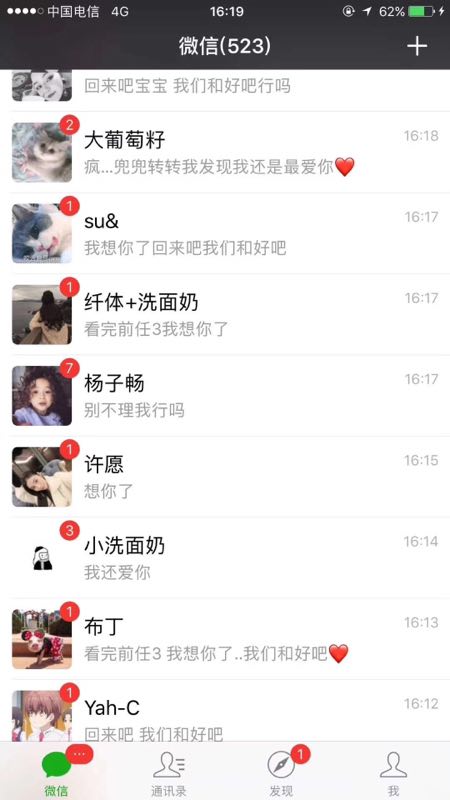 中国电信 4G 16:19 62%
微信(523)
回来吧宝宝 我们和好吧行吗
2
大葡萄籽 16:18
疯...兜兜转转我发现我还是最爱你❤️
1
su& 16:17
我想你了回来吧我们和好吧
1
纤体+洗面奶 16:17
看完前任3我想你了
7
杨子畅 16:17
别不理我行吗
1
许愿 16:15
想你了
3
小洗面奶 16:14
我还爱你
1
布丁 16:13
看完前任3 我想你了..我们和好吧❤️
1
Yah-C 16:12
回来吧 我们和好吧
... 1
微信 通讯录 发现 我